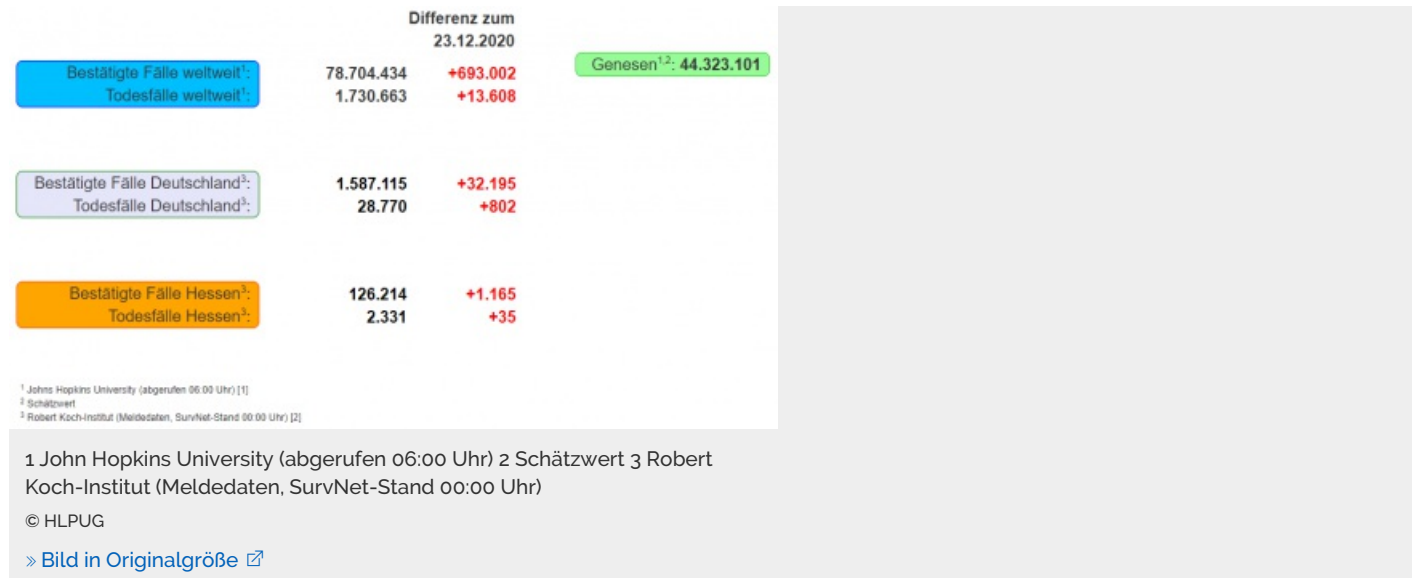 Differenz zum
23.12.2020
Bestätigte Fälle weltweit¹: 78.704.434 +693.002 Genesen¹,²: 44.323.101
Todesfälle weltweit¹: 1.730.663 +13.608
Bestätigte Fälle Deutschland³: 1.587.115 +32.195
Todesfälle Deutschland³: 28.770 +802
Bestätigte Fälle Hessen³: 126.214 +1.165
Todesfälle Hessen³: 2.331 +35
¹ Johns Hopkins University (abgerufen 06:00 Uhr) [1]
² Schätzwert
³ Robert Koch-Institut (Meldedaten, SurvNet-Stand 00:00 Uhr) [2]
1 John Hopkins University (abgerufen 06:00 Uhr) 2 Schätzwert 3 Robert
Koch-Institut (Meldedaten, SurvNet-Stand 00:00 Uhr)
© HLPUG
» Bild in Originalgröße